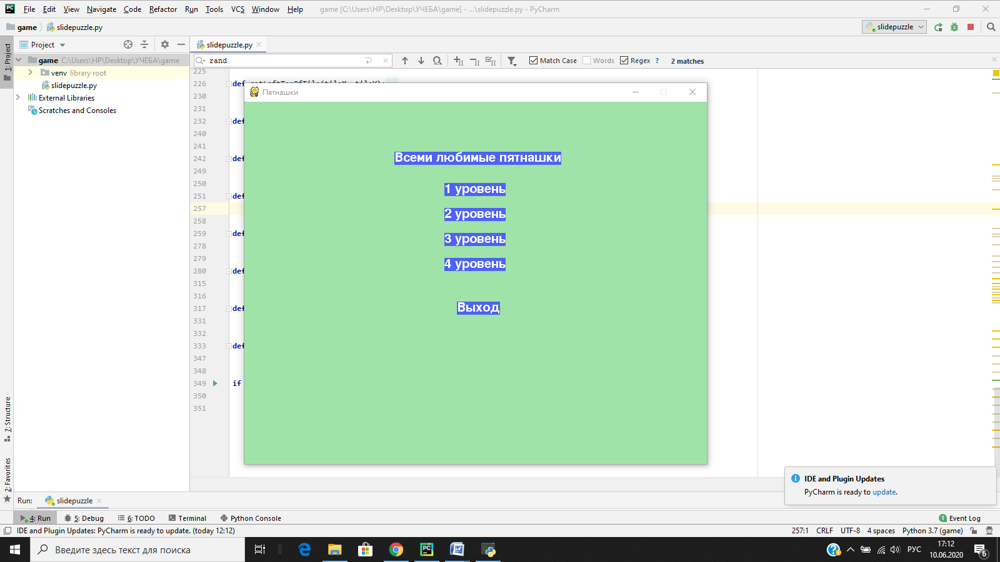 PC File Edit View Navigate Code Refactor Run Tools VCS Window Help game [C:\Users\HP\Desktop\УЧЕБА\game] - ...\slidepuzzle.py - PyCharm
game slidepuzzle.py slidepuzzle
1: Project
Project slidepuzzle.py
game C:\Users\HP\Desktop\УЧЕБА\game
venv library root
slidepuzzle.py
External Libraries
Scratches and Consoles
rand Match Case Words Regex ? 2 matches
225
226 def getLeftTopOfTile(tileX, tileY):
230
231
232 def
240
241
242 def
249
250
251 def
257
258
259 def
278
279
280 def
315
316
317 def
331
332
333 def
347
348
349 if
350
351
Пятнашки
Всеми любимые пятнашки
1 уровень
2 уровень
3 уровень
4 уровень
Выход
7: Structure
2: Favorites
IDE and Plugin Updates
PyCharm is ready to update.
Run: slidepuzzle
4: Run 5: Debug 6: TODO Terminal Python Console 1 Event Log
IDE and Plugin Updates: PyCharm is ready to update. (today 12:12) 257:1 CRLF UTF-8 4 spaces Python 3.7 (game)
Введите здесь текст для поиска РУС 17:12
10.06.2020 6